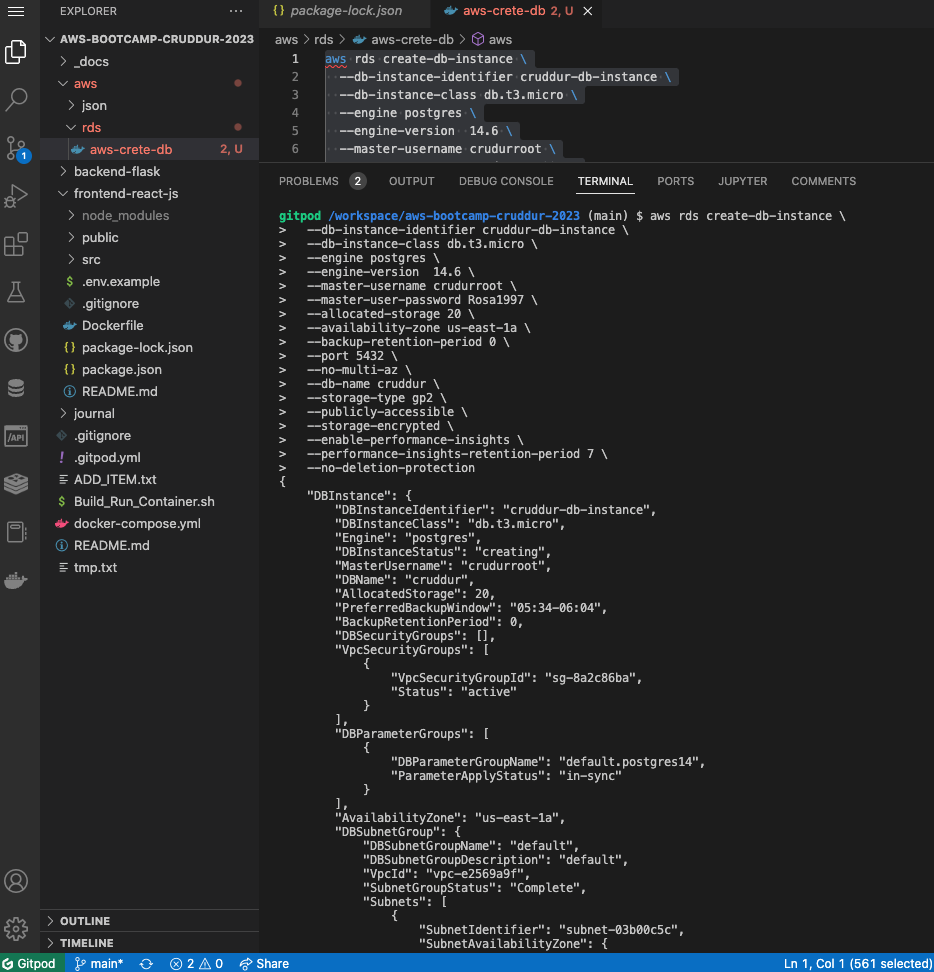 EXPLORER
AWS-BOOTCAMP-CRUDDUR-2023
_docs
aws
json
rds
aws-crete-db 2, U
backend-flask
frontend-react-js
node_modules
public
src
$ .env.example
.gitignore
Dockerfile
{} package-lock.json
{} package.json
README.md
journal
.gitignore
! .gitpod.yml
ADD_ITEM.txt
$ Build_Run_Container.sh
docker-compose.yml
README.md
tmp.txt
OUTLINE
TIMELINE
1
/API
{} package-lock.json
aws-crete-db 2, U
aws > rds > aws-crete-db > aws
1 aws rds create-db-instance \
2 --db-instance-identifier cruddur-db-instance \
3 --db-instance-class db.t3.micro \
4 --engine postgres \
5 --engine-version  14.6 \
6 --master-username crudurroot \
PROBLEMS 2 OUTPUT DEBUG CONSOLE TERMINAL PORTS JUPYTER COMMENTS
gitpod /workspace/aws-bootcamp-cruddur-2023 (main) $ aws rds create-db-instance \
>   --db-instance-identifier cruddur-db-instance \
>   --db-instance-class db.t3.micro \
>   --engine postgres \
>   --engine-version  14.6 \
>   --master-username crudurroot \
>   --master-user-password Rosa1997 \
>   --allocated-storage 20 \
>   --availability-zone us-east-1a \
>   --backup-retention-period 0 \
>   --port 5432 \
>   --no-multi-az \
>   --db-name cruddur \
>   --storage-type gp2 \
>   --publicly-accessible \
>   --storage-encrypted \
>   --enable-performance-insights \
>   --performance-insights-retention-period 7 \
>   --no-deletion-protection
{
"DBInstance": {
"DBInstanceIdentifier": "cruddur-db-instance",
"DBInstanceClass": "db.t3.micro",
"Engine": "postgres",
"DBInstanceStatus": "creating",
"MasterUsername": "crudurroot",
"DBName": "cruddur",
"AllocatedStorage": 20,
"PreferredBackupWindow": "05:34-06:04",
"BackupRetentionPeriod": 0,
"DBSecurityGroups": [],
"VpcSecurityGroups": [
{
"VpcSecurityGroupId": "sg-8a2c86ba",
"Status": "active"
}
],
"DBParameterGroups": [
{
"DBParameterGroupName": "default.postgres14",
"ParameterApplyStatus": "in-sync"
}
],
"AvailabilityZone": "us-east-1a",
"DBSubnetGroup": {
"DBSubnetGroupName": "default",
"DBSubnetGroupDescription": "default",
"VpcId": "vpc-e2569a9f",
"SubnetGroupStatus": "Complete",
"Subnets": [
{
"SubnetIdentifier": "subnet-03b00c5c",
"SubnetAvailabilityZone": {
Gitpod main* 2 0 Share Ln 1, Col 1 (561 selected)